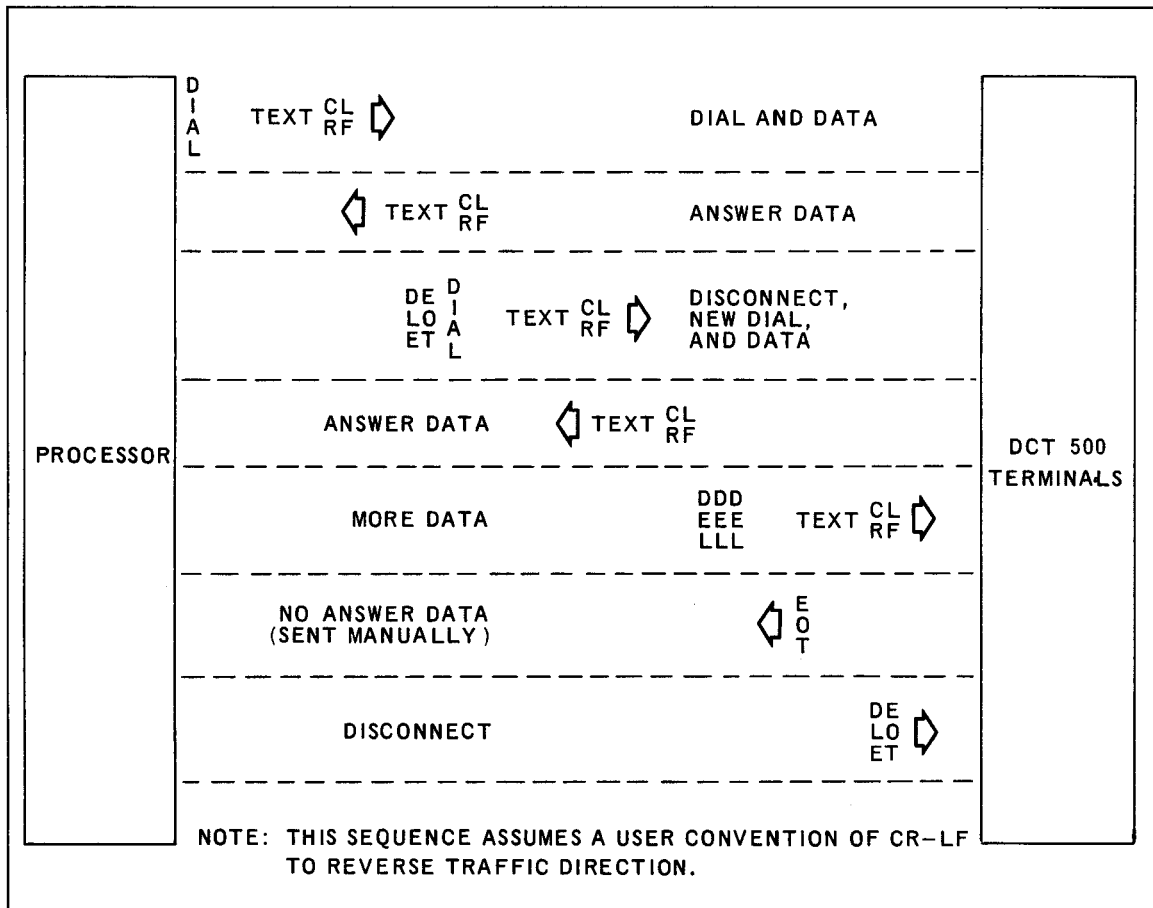 PROCESSOR
DIAL
TEXT CL
RF
DIAL AND DATA
TEXT CL
RF
ANSWER DATA
DE
LO
ET
DIAL
TEXT CL
RF
DISCONNECT,
NEW DIAL,
AND DATA
ANSWER DATA
TEXT CL
RF
MORE DATA
DDD
EEE
LLL
TEXT CL
RF
NO ANSWER DATA
(SENT MANUALLY)
EOT
DISCONNECT
DE
LO
ET
DCT 500
TERMINALS
NOTE: THIS SEQUENCE ASSUMES A USER CONVENTION OF CR-LF
TO REVERSE TRAFFIC DIRECTION.